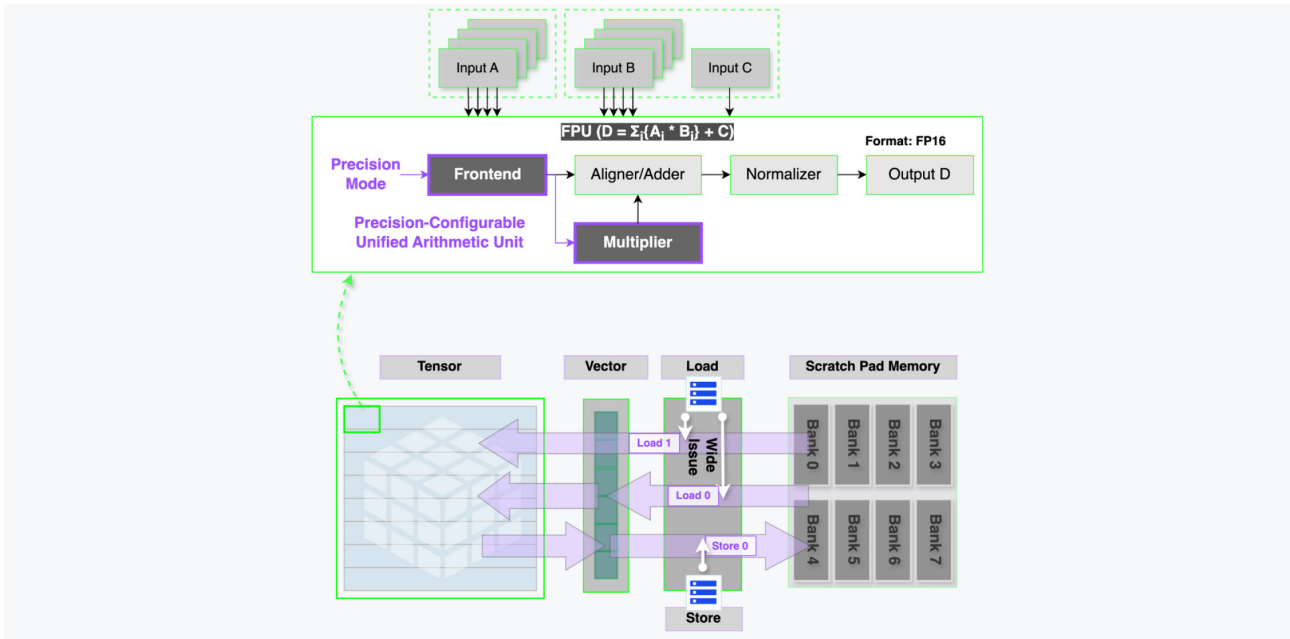 Input A
Input B
Input C
FPU (D = Σi{Ai * Bi} + C)
Format: FP16
Precision
Mode
Frontend
Aligner/Adder
Normalizer
Output D
Precision-Configurable
Unified Arithmetic Unit
Multiplier
Tensor
Vector
Load
Scratch Pad Memory
Bank 0
Bank 1
Bank 2
Bank 3
Load 1
Wide
Issue
Load 0
Bank 4
Bank 5
Bank 6
Bank 7
Store 0
Store